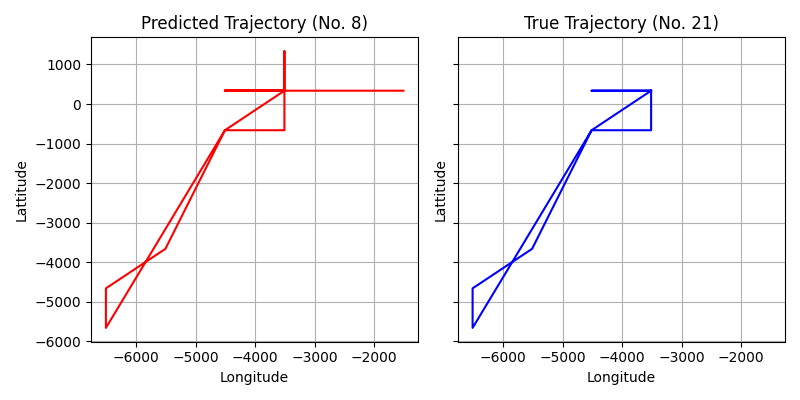 Predicted Trajectory (No. 8)
True Trajectory (No. 21)
Lattitude
1000
0
−1000
−2000
−3000
−4000
−5000
−6000
−6000 −5000 −4000 −3000 −2000
Longitude
Lattitude
−6000 −5000 −4000 −3000 −2000
Longitude